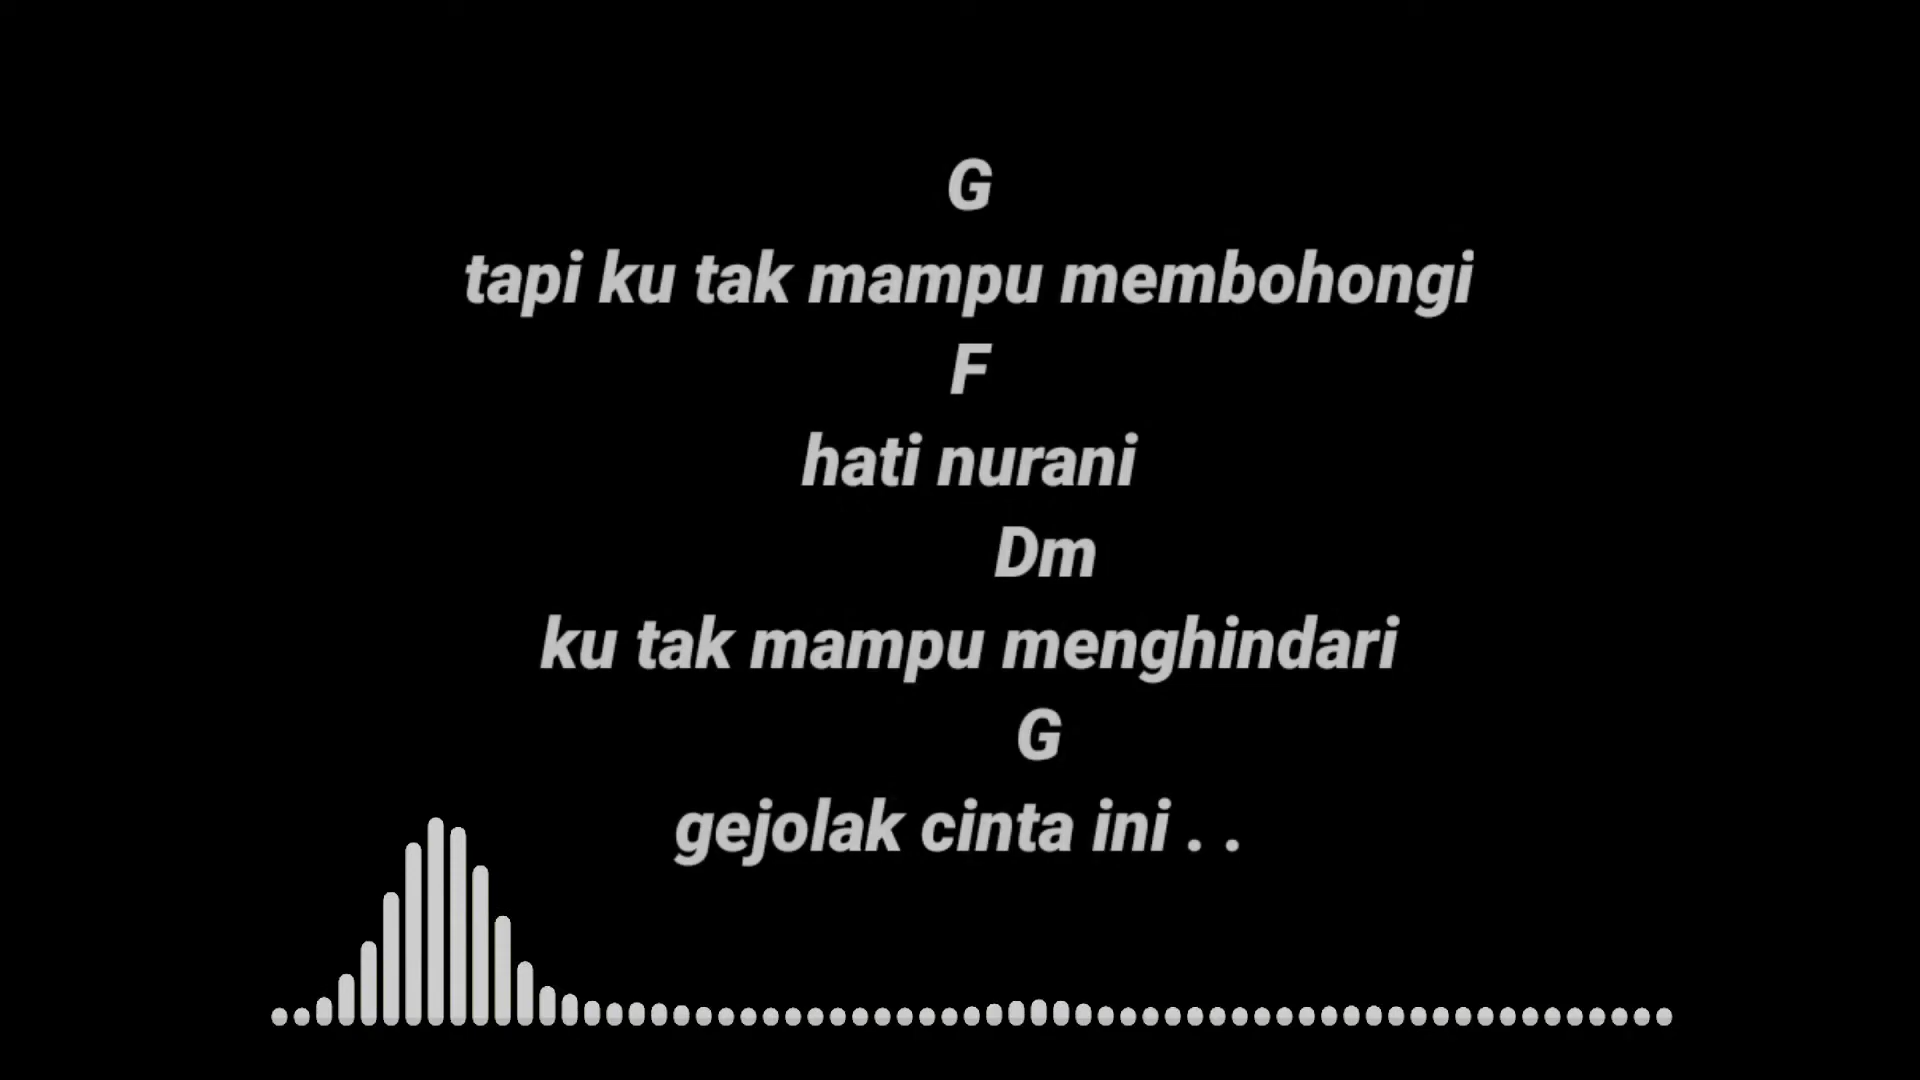 G
tapi ku tak mampu membohongi
F
hati nurani
Dm
ku tak mampu menghindari
G
gejolak cinta ini . .